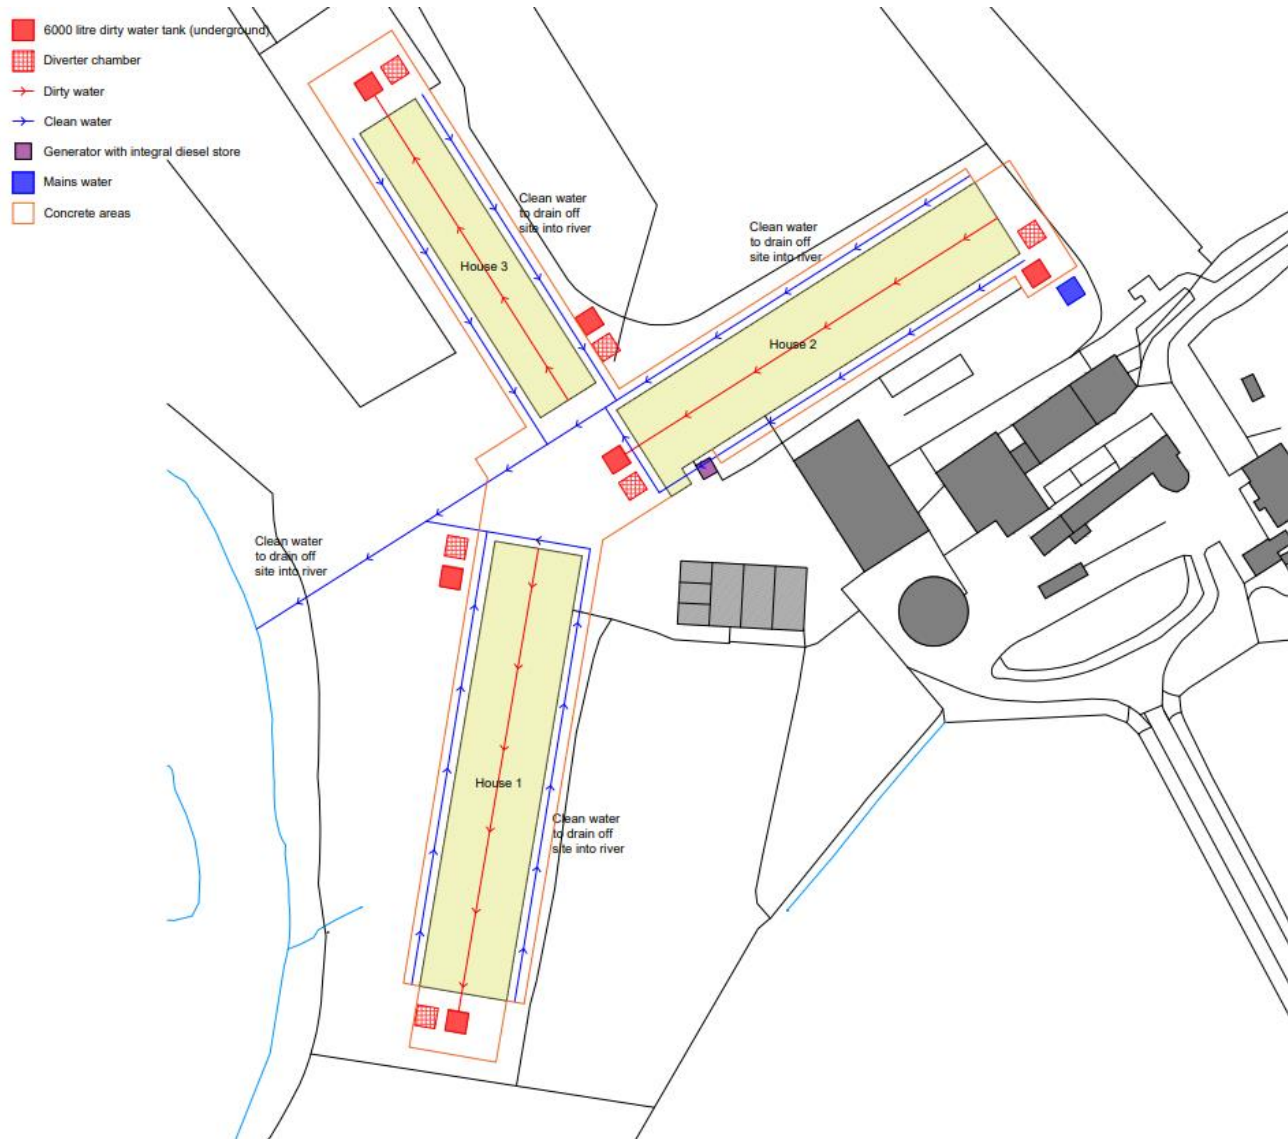 6000 litre dirty water tank (underground)
Diverter chamber
Dirty water
Clean water
Generator with integral diesel store
Mains water
Concrete areas
Clean water
to drain off
site into river
Clean water
to drain off
site into river
House 3
House 2
Clean water
to drain off
site into river
House 1
Clean water
to drain off
site into river